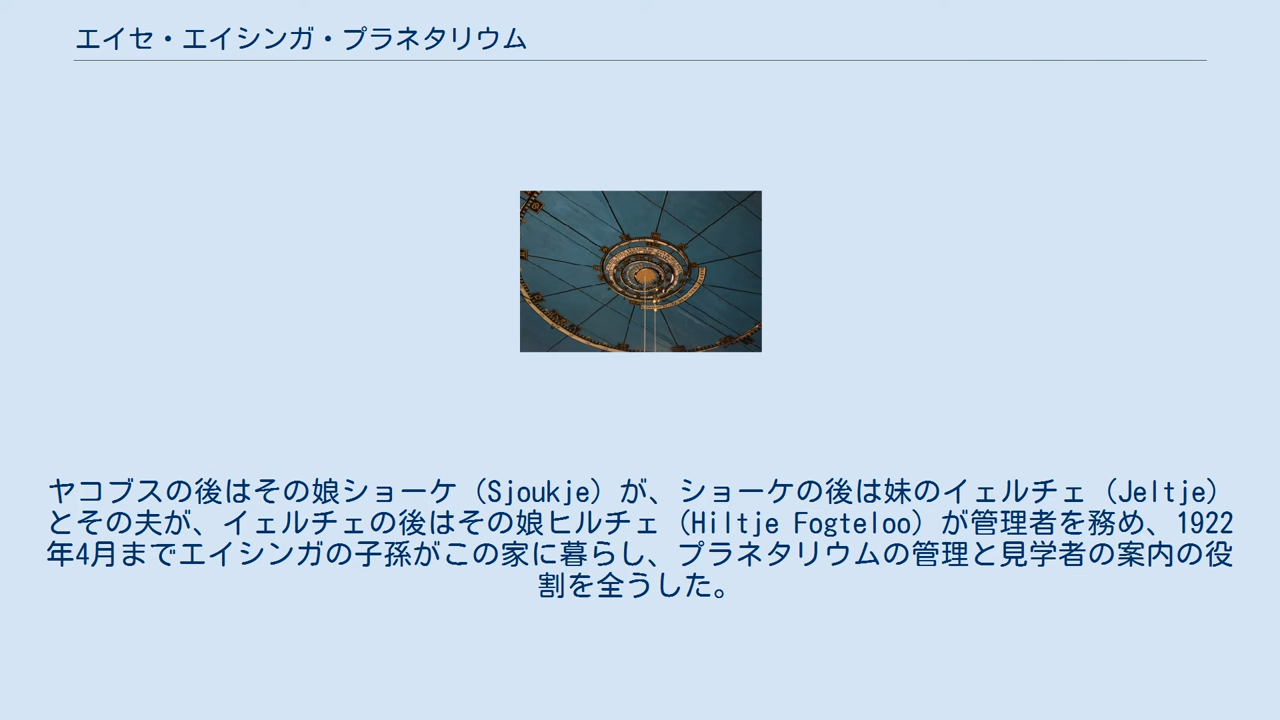 エイセ・エイシンガ・プラネタリウム
ヤコブスの後はその娘ショーケ（Sjoukje）が、ショーケの後は妹のイェルチェ（Jeltje）
とその夫が、イェルチェの後はその娘ヒルチェ（Hiltje Fogteloo）が管理者を務め、1922
年4月までエイシンガの子孫がこの家に暮らし、プラネタリウムの管理と見学者の案内の役
割を全うした。